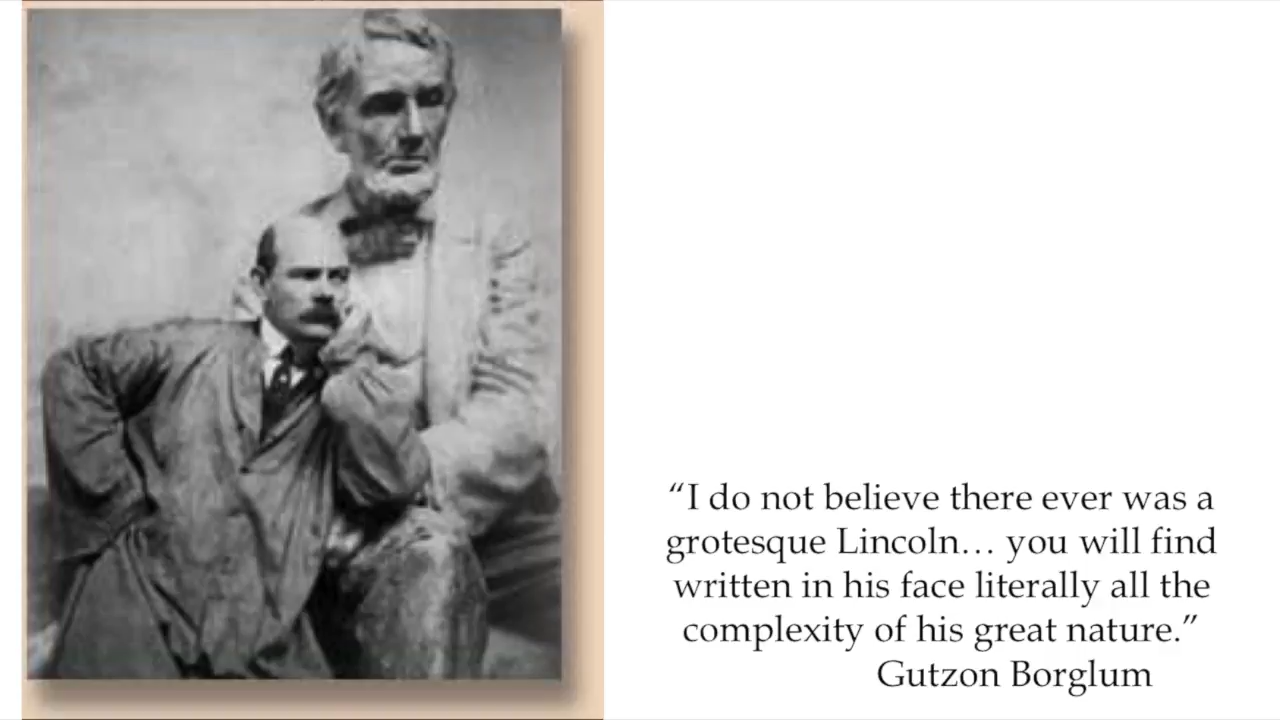 “I do not believe there ever was a
grotesque Lincoln… you will find
written in his face literally all the
complexity of his great nature.”
Gutzon Borglum